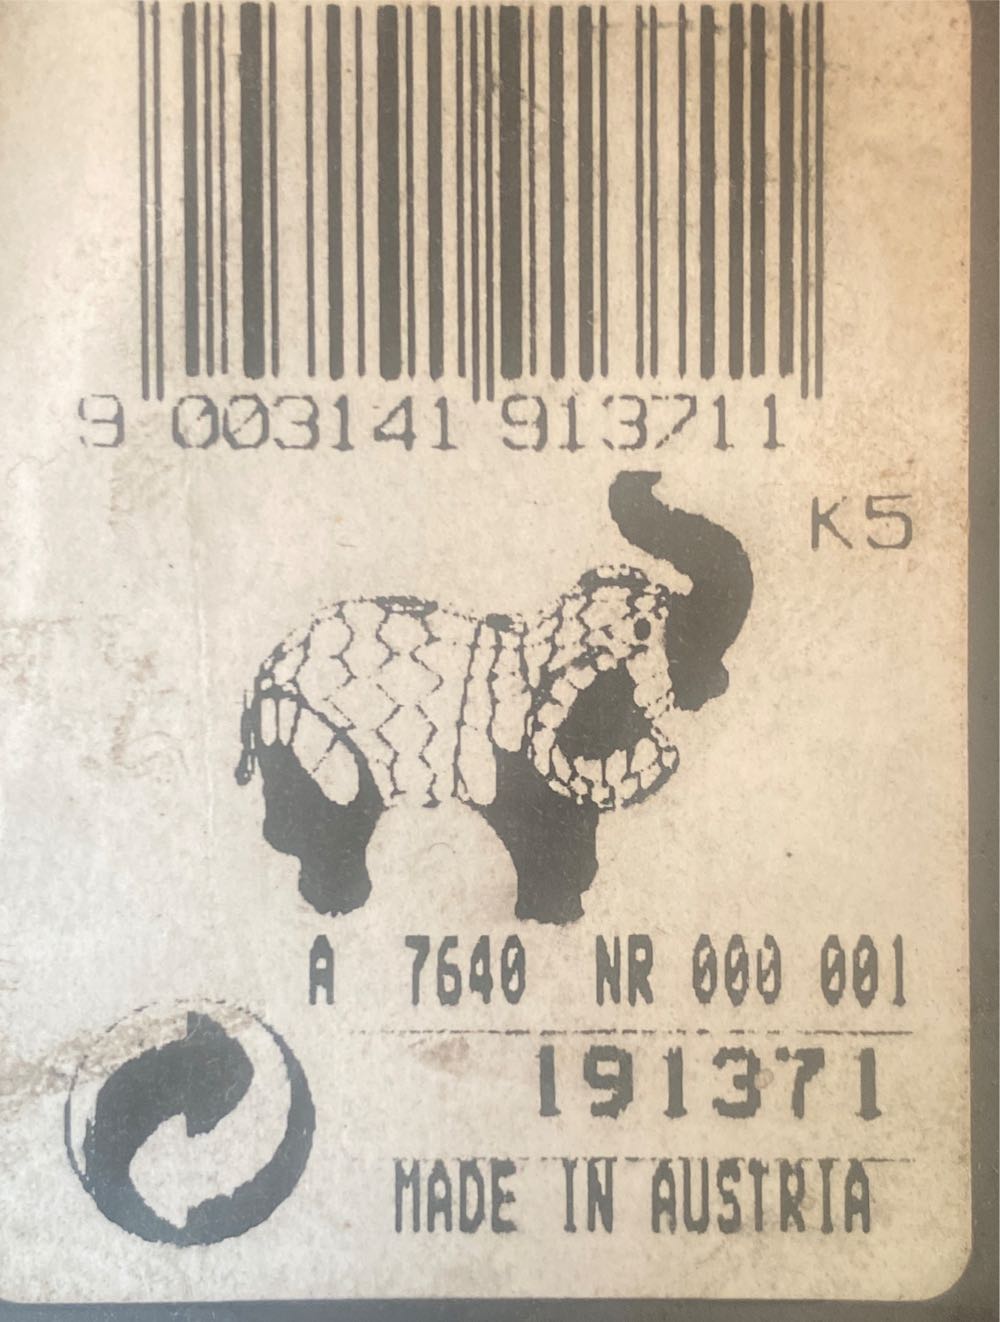 9 003141 913711
K5
A 7640 NR 000 001
191371
MADE IN AUSTRIA